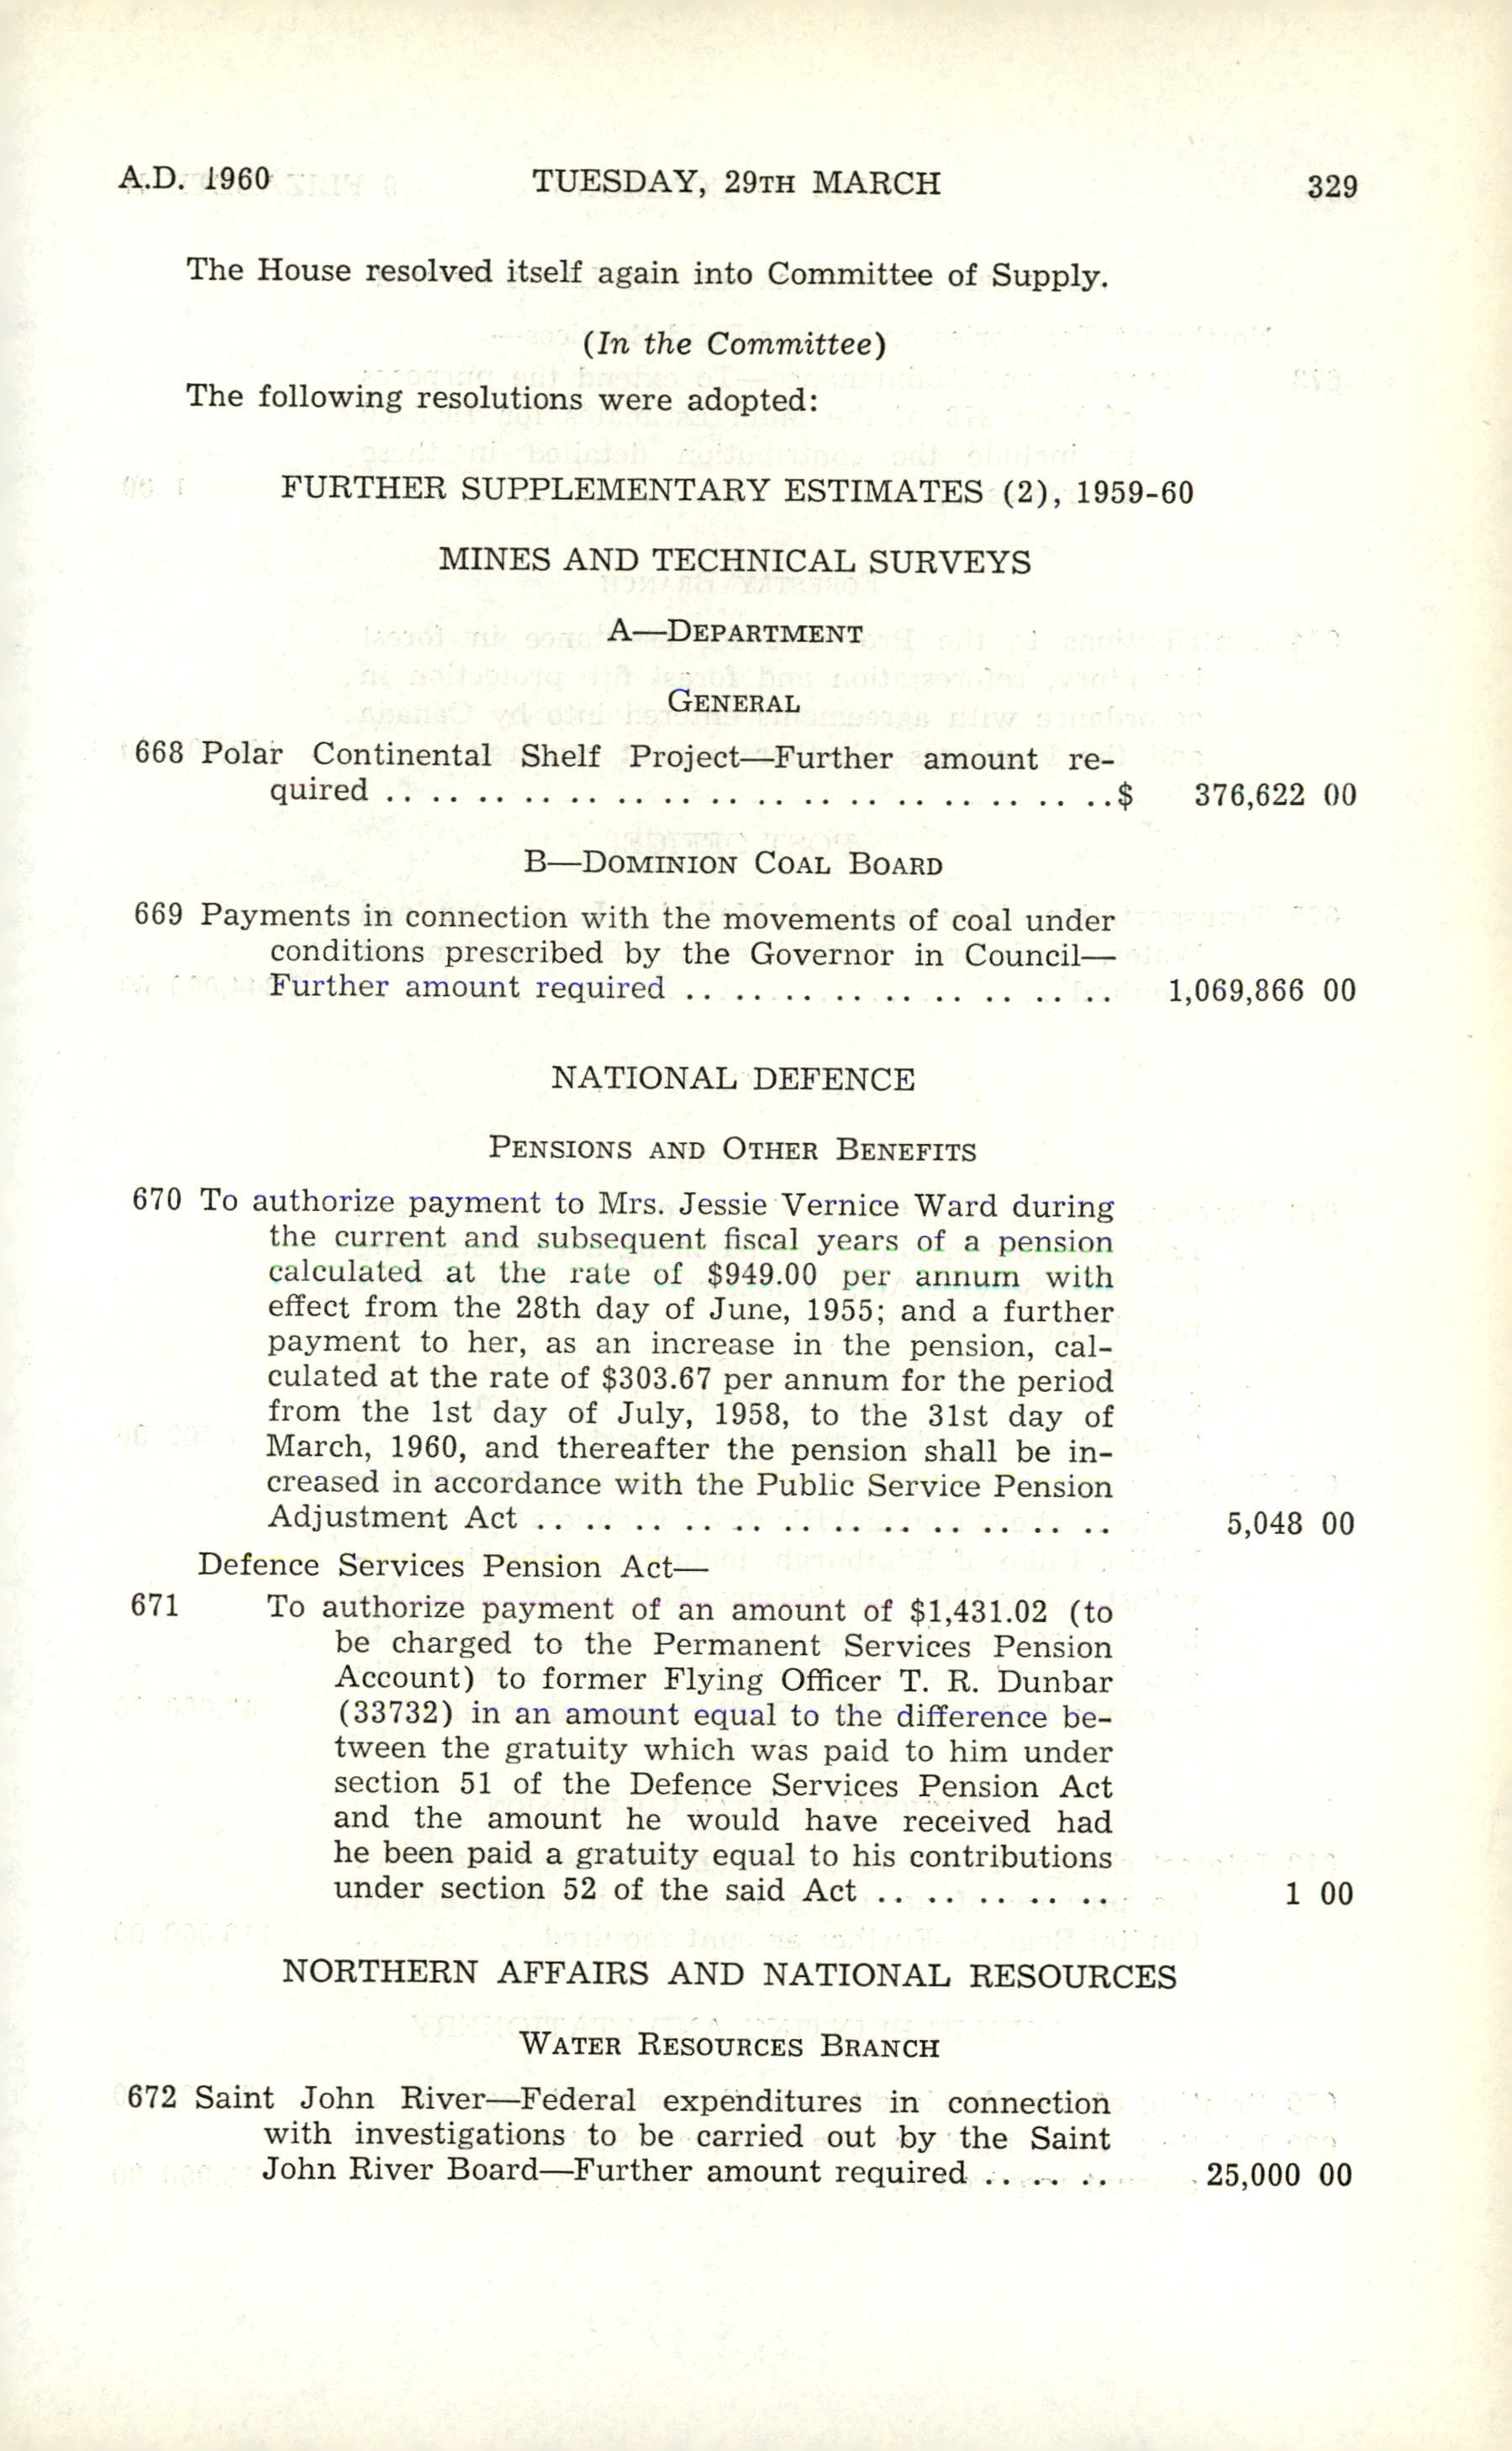 A.D. 1960 TUESDAY, 29TH MARCH 329
The House resolved itself again into Committee of Supply.
(In the Committee)
The following resolutions were adopted:
FURTHER SUPPLEMENTARY ESTIMATES (2), 1959-60
MINES AND TECHNICAL SURVEYS
A—DEPARTMENT
GENERAL
668 Polar Continental Shelf Project—Further amount re-
quired .. .. .. .. .. .. .. .. .. .. .. .. .. .. .. ..$ 376,622 00
B—DOMINION COAL BOARD
669 Payments in connection with the movements of coal under
conditions prescribed by the Governor in Council—
Further amount required .. .. .. .. .. .. .. .. .. 1,069,866 00
NATIONAL DEFENCE
PENSIONS AND OTHER BENEFITS
670 To authorize payment to Mrs. Jessie Vernice Ward during
the current and subsequent fiscal years of a pension
calculated at the rate of $949.00 per annum with
effect from the 28th day of June, 1955; and a further
payment to her, as an increase in the pension, cal-
culated at the rate of $303.67 per annum for the period
from the 1st day of July, 1958, to the 31st day of
March, 1960, and thereafter the pension shall be in-
creased in accordance with the Public Service Pension
Adjustment Act .. .. .. .. .. .. .. .. .. .. .. .. 5,048 00
Defence Services Pension Act—
671 To authorize payment of an amount of $1,431.02 (to
be charged to the Permanent Services Pension
Account) to former Flying Officer T. R. Dunbar
(33732) in an amount equal to the difference be-
tween the gratuity which was paid to him under
section 51 of the Defence Services Pension Act
and the amount he would have received had
he been paid a gratuity equal to his contributions
under section 52 of the said Act .. .. .. .. .. 1 00
NORTHERN AFFAIRS AND NATIONAL RESOURCES
WATER RESOURCES BRANCH
672 Saint John River—Federal expenditures in connection
with investigations to be carried out by the Saint
John River Board—Further amount required .. .. .. 25,000 00